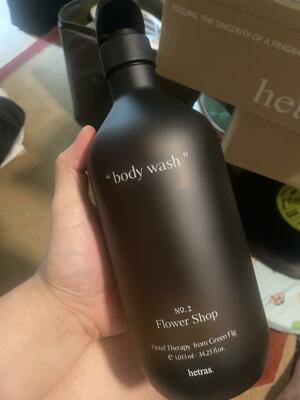 FEELING THE SINCERITY OF A FRAGRA
het
“ body wash ”
NO. 2
Flower Shop
Hotel Therapy from Green Fig
℮ 1,013 ml · 34.25 fl.oz.
hetras.